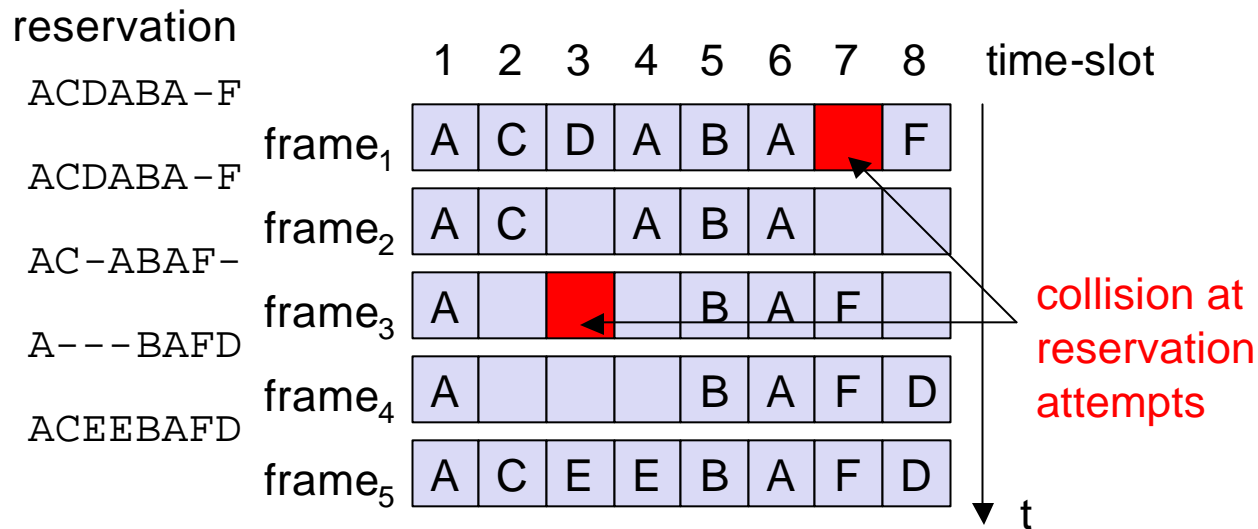 reservation
1 2 3 4 5 6 7 8 time-slot
ACDABA-F
frame1 A C D A B A F
ACDABA-F
frame2 A C A B A
AC-ABAF-
frame3 A B A F
A---BAFD
frame4 A B A F D
ACEEBAFD
frame5 A C E E B A F D
collision at
reservation
attempts
t